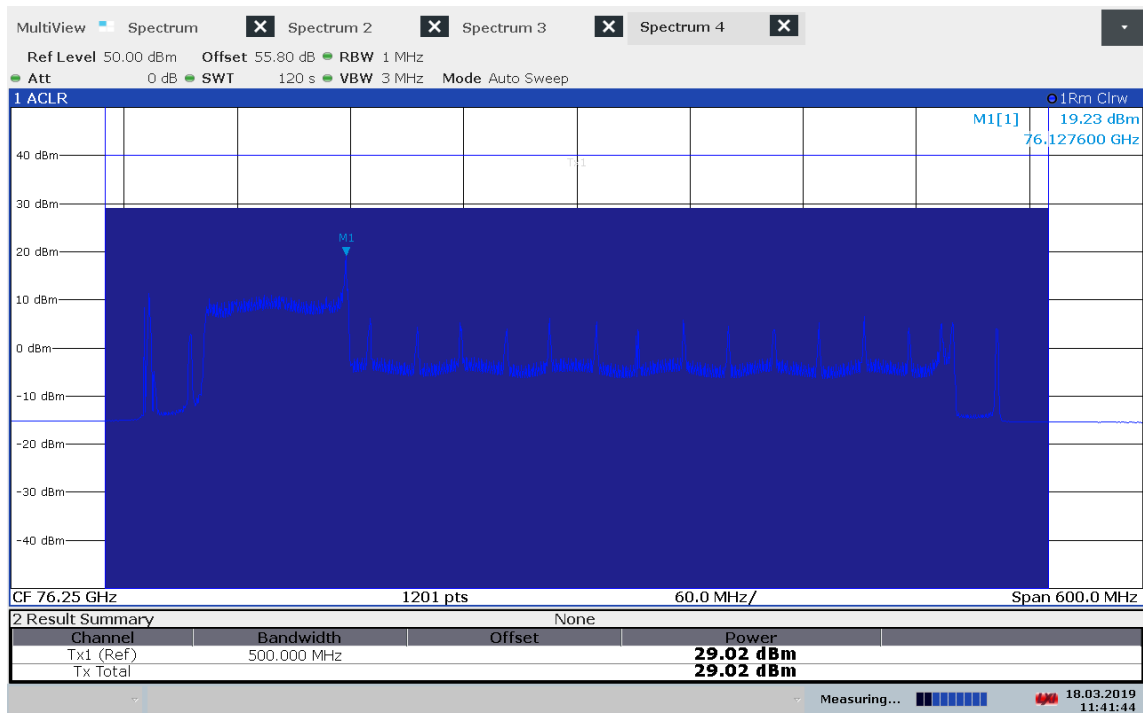 MultiView Spectrum X Spectrum 2 X Spectrum 3 X Spectrum 4 X
Ref Level 50.00 dBm Offset 55.80 dB RBW 1 MHz
Att 0 dB SWT 120 s VBW 3 MHz Mode Auto Sweep
1 ACLR 1Rm Clrw
M1[1] 19.23 dBm
76.127600 GHz
40 dBm
Tx1
30 dBm
M1
20 dBm
10 dBm
0 dBm
-10 dBm
-20 dBm
-30 dBm
-40 dBm
CF 76.25 GHz 1201 pts 60.0 MHz/ Span 600.0 MHz
2 Result Summary None
Channel Bandwidth Offset Power
Tx1 (Ref) 500.000 MHz 29.02 dBm
Tx Total 29.02 dBm
Measuring... 18.03.2019
11:41:44